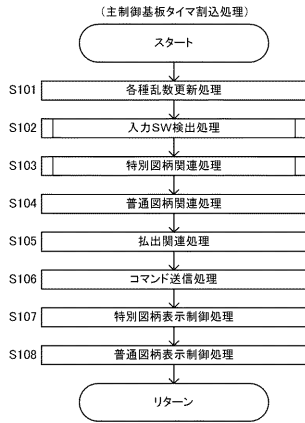 (主制御基板タイマ割込処理)
スタート
S101 各種乱数更新処理
S102 入力SW検出処理
S103 特別図柄関連処理
S104 普通図柄関連処理
S105 払出関連処理
S106 コマンド送信処理
S107 特別図柄表示制御処理
S108 普通図柄表示制御処理
リターン